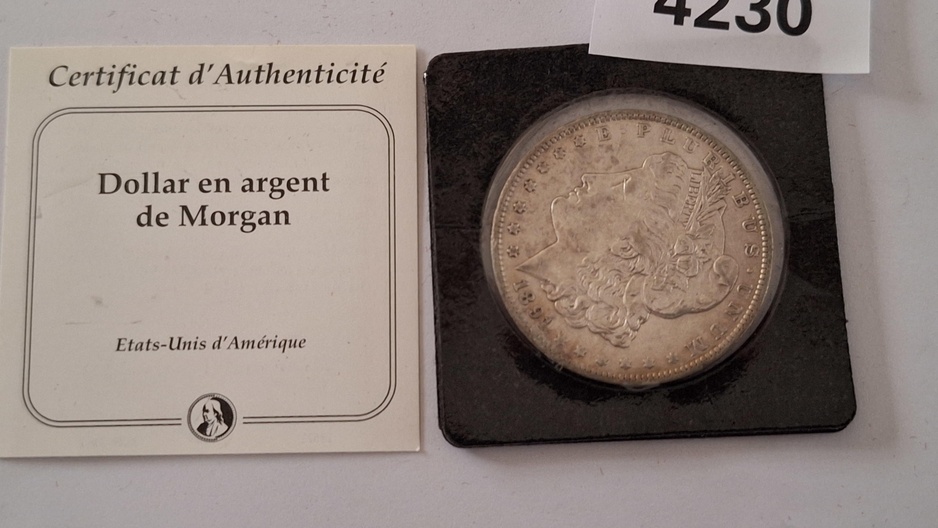 Certificat d'Authenticité
Dollar en argent
de Morgan
Etats-Unis d'Amérique
4230
E · PLURIBUS · UNUM
LIBERTY